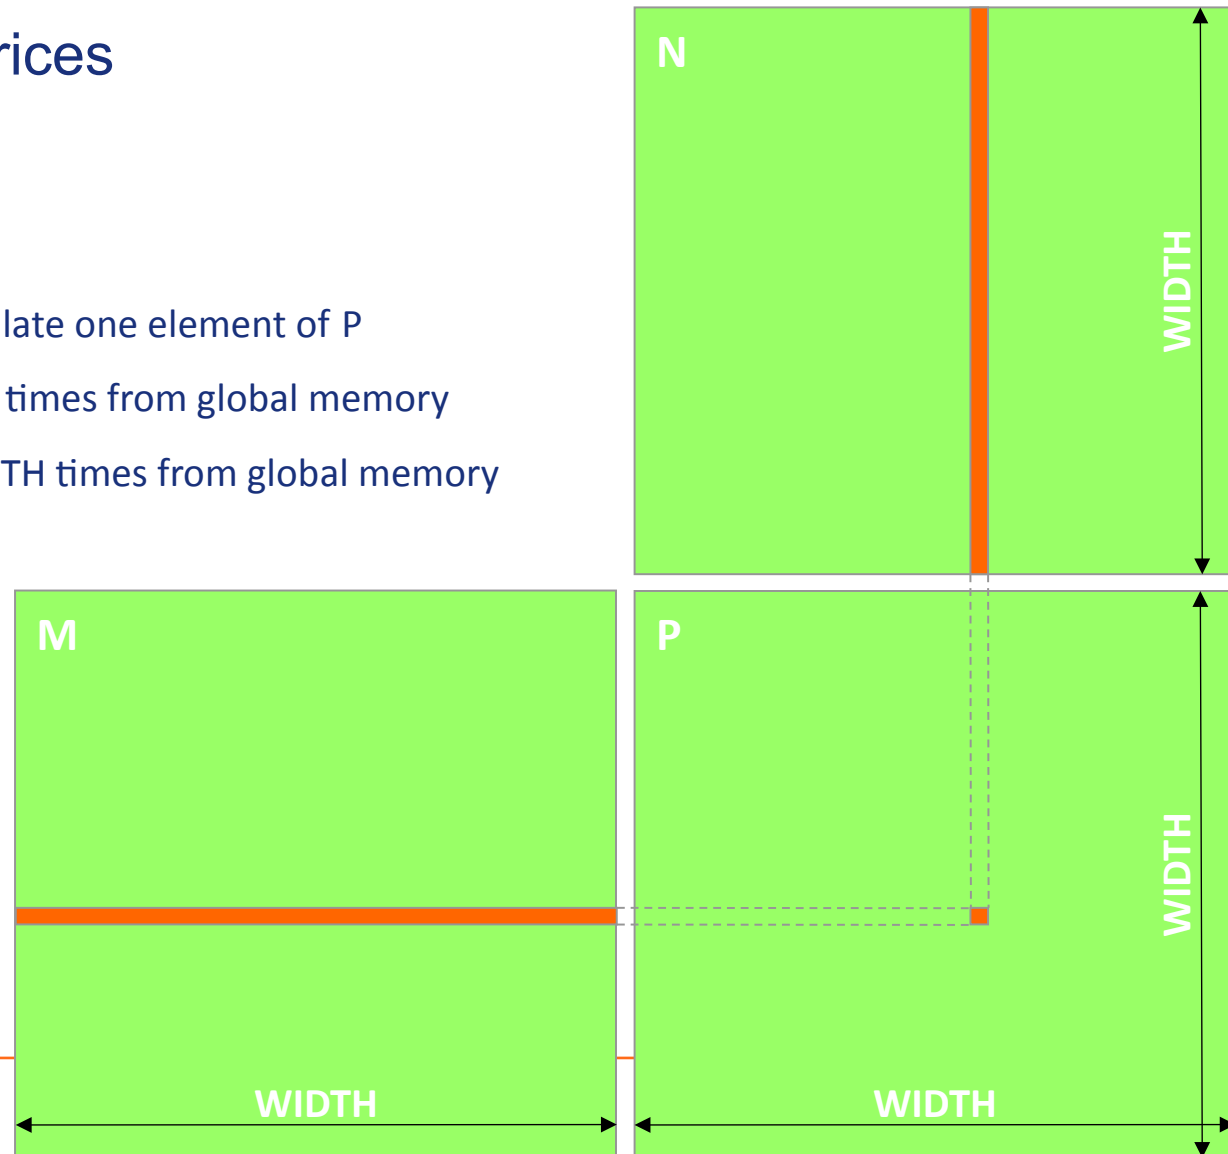 rices
N
WIDTH
late one element of P
times from global memory
TH times from global memory
M
P
WIDTH
WIDTH
WIDTH